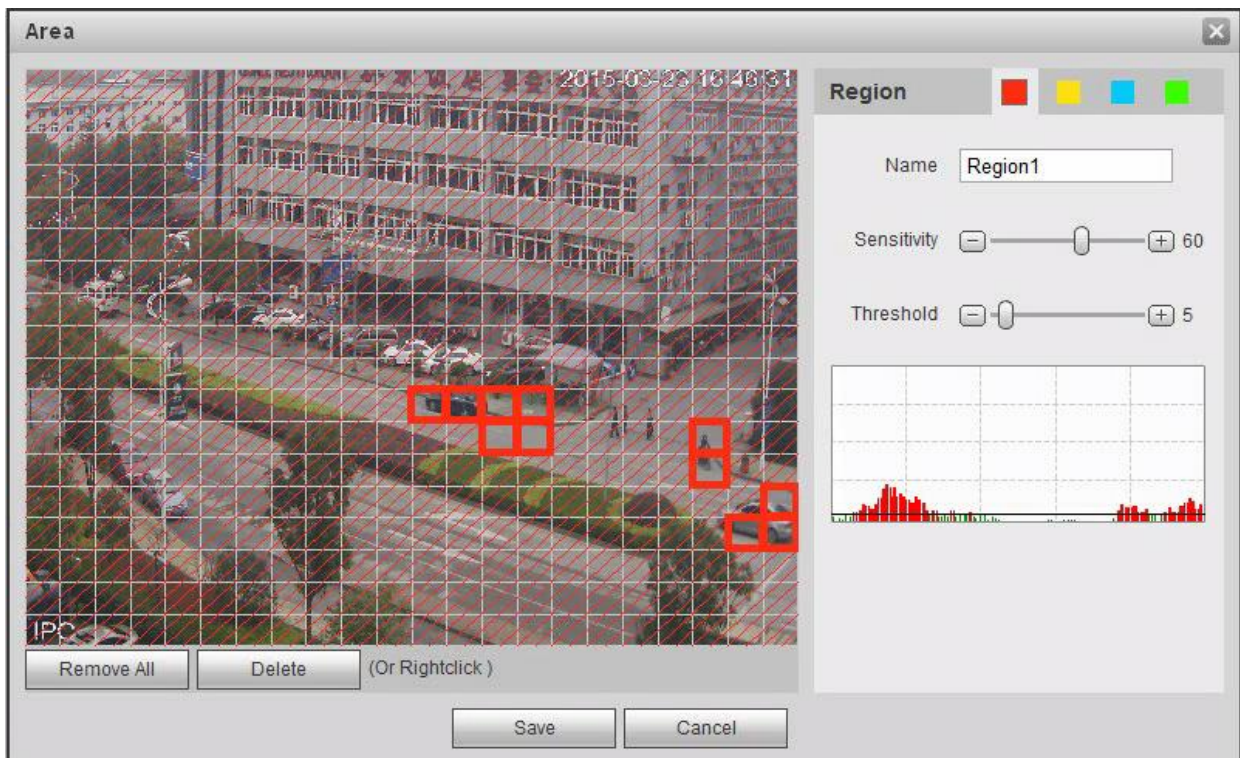 Area
2015-03-23 16:46:31
IPC
Remove All
Delete
(Or Rightclick )
Region
Name
Region1
Sensitivity
60
Threshold
5
Save
Cancel